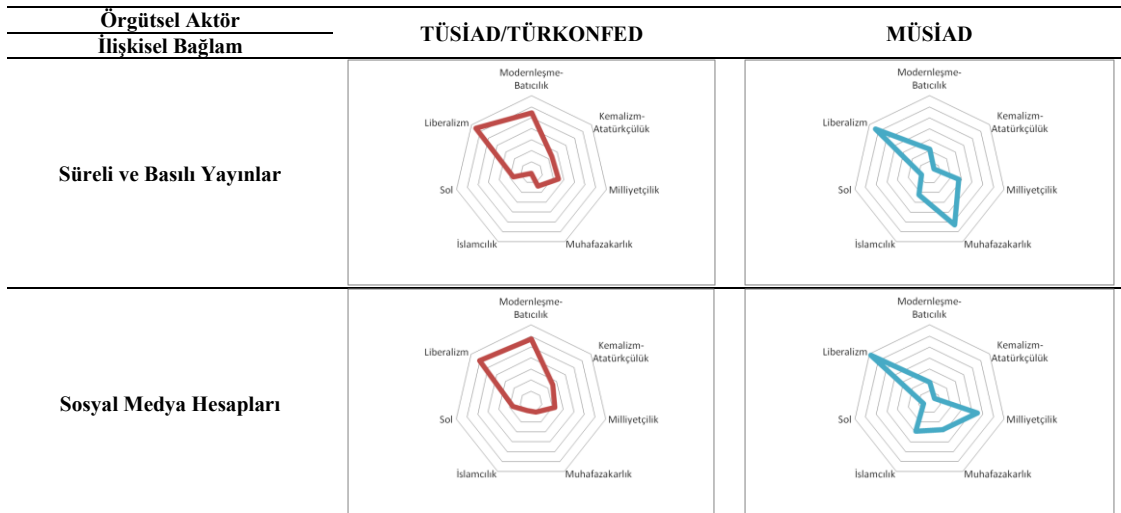 Örgütsel Aktör
İlişkisel Bağlam
TÜSİAD/TÜRKONFED
MÜSİAD
Süreli ve Basılı Yayınlar
Modernleşme-
Batıcılık
Kemalizm-
Atatürkçülük
Milliyetçilik
Muhafazakarlık
İslamcılık
Sol
Liberalizm
Modernleşme-
Batıcılık
Kemalizm-
Atatürkçülük
Milliyetçilik
Muhafazakarlık
İslamcılık
Sol
Liberalizm
Sosyal Medya Hesapları
Modernleşme-
Batıcılık
Kemalizm-
Atatürkçülük
Milliyetçilik
Muhafazakarlık
İslamcılık
Sol
Liberalizm
Modernleşme-
Batıcılık
Kemalizm-
Atatürkçülük
Milliyetçilik
Muhafazakarlık
İslamcılık
Sol
Liberalizm